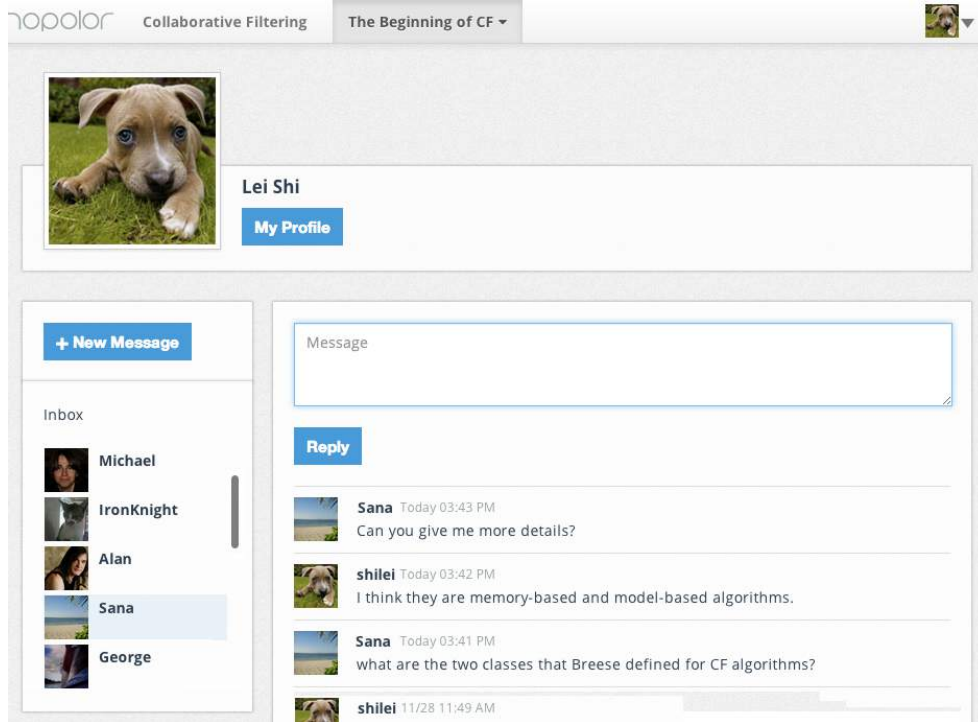 Collaborative Filtering
The Beginning of CF
Lei Shi
My Profile
+ New Message
Inbox
Michael
IronKnight
Alan
Sana
George
Message
Reply
Sana Today 03:43 PM
Can you give me more details?
shilei Today 03:42 PM
I think they are memory-based and model-based algorithms.
Sana Today 03:41 PM
what are the two classes that Breese defined for CF algorithms?
shilei 11/28 11:49 AM